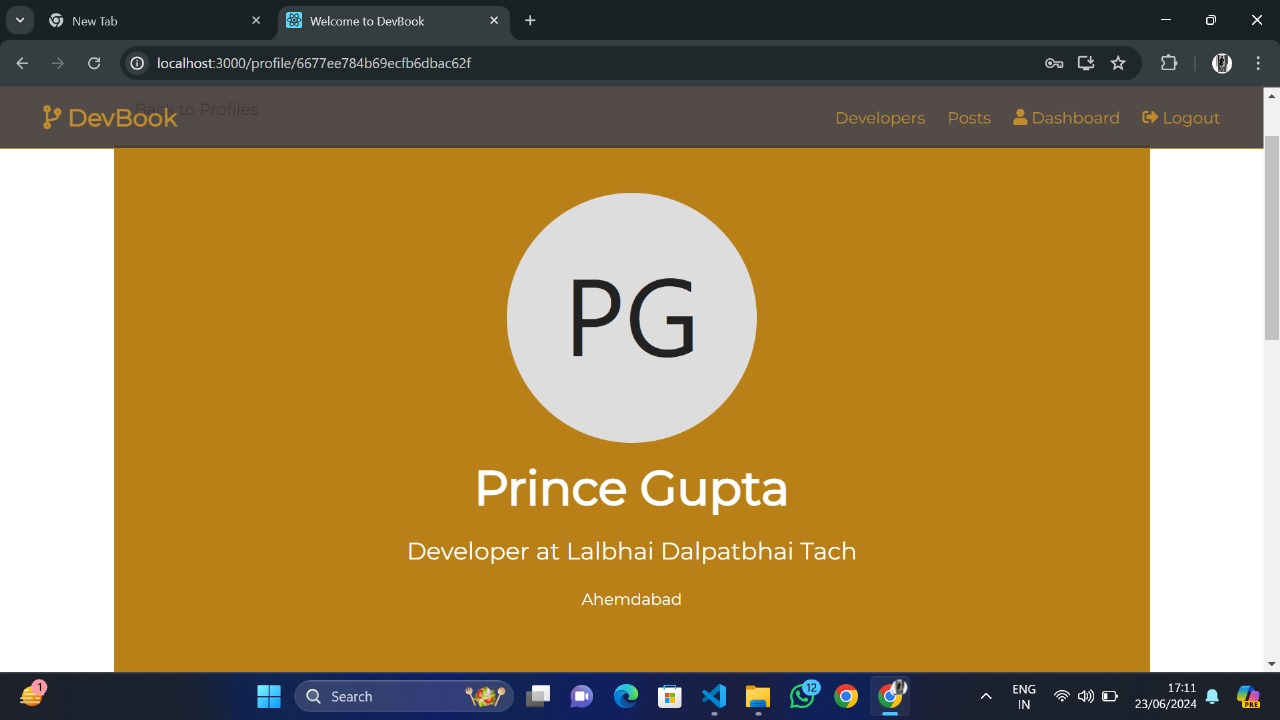 New Tab
Welcome to DevBook
localhost:3000/profile/6677ee784b69ecfb6dbac62f
Back to Profiles
DevBook
Developers Posts Dashboard Logout
PG
Prince Gupta
Developer at Lalbhai Dalpatbhai Tach
Ahemdabad
1
Search
12
PRE
ENG
IN
17:11
23/06/2024